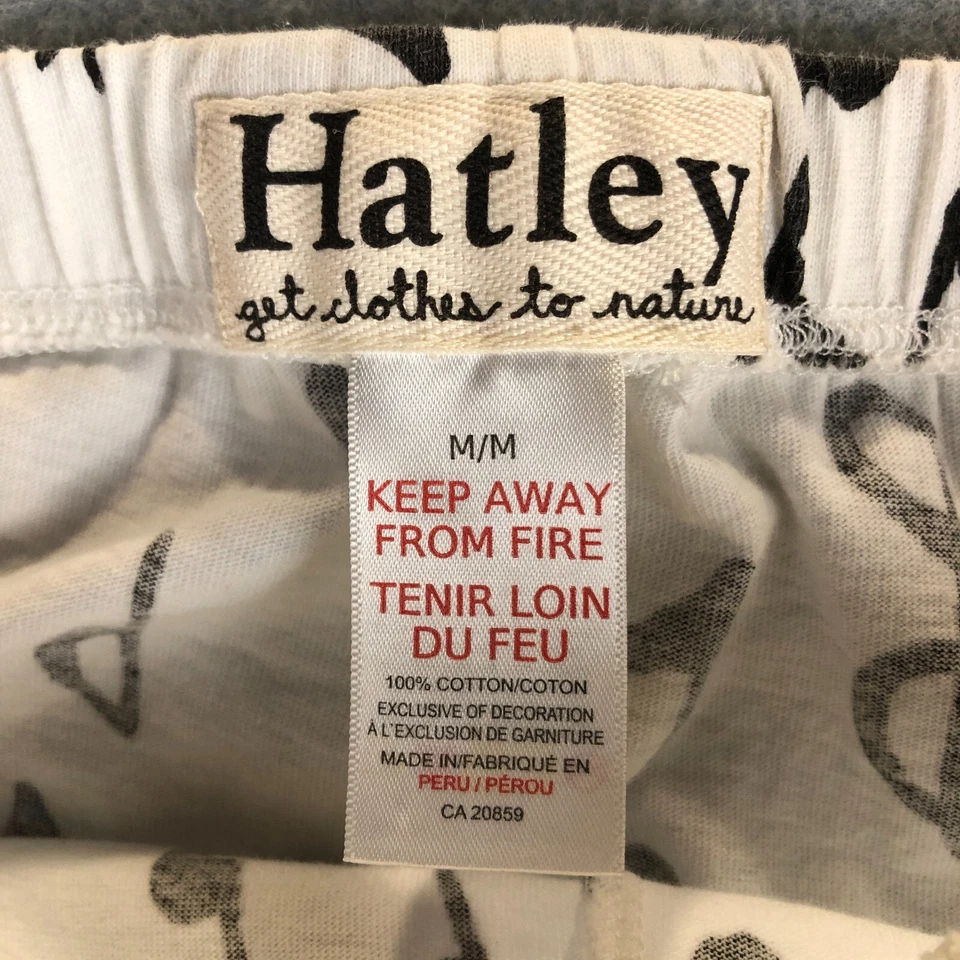 Hatley
get clothes to nature
M/M
KEEP AWAY
FROM FIRE
TENIR LOIN
DU FEU
100% COTTON/COTON
EXCLUSIVE OF DECORATION
À L'EXCLUSION DE GARNITURE
MADE IN/FABRIQUÉ EN
PERU / PÉROU
CA 20859